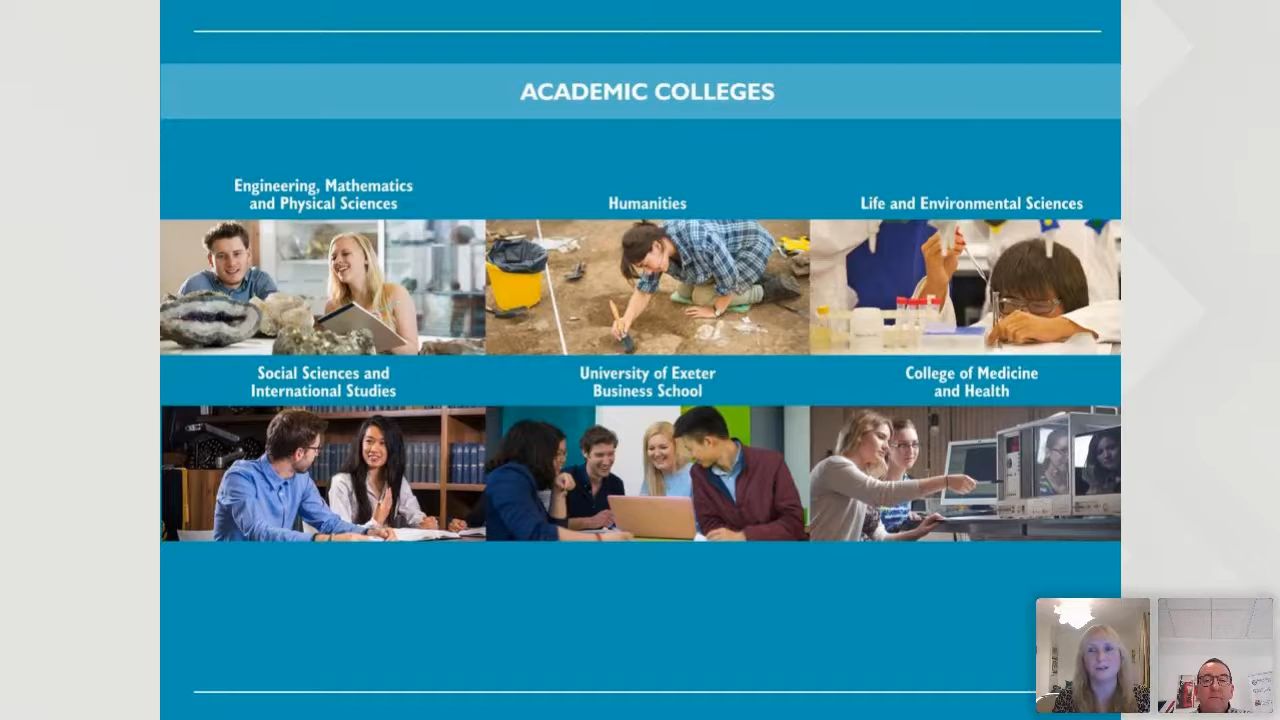 ACADEMIC COLLEGES
Engineering, Mathematics
and Physical Sciences
Humanities
Life and Environmental Sciences
Social Sciences and
International Studies
University of Exeter
Business School
College of Medicine
and Health